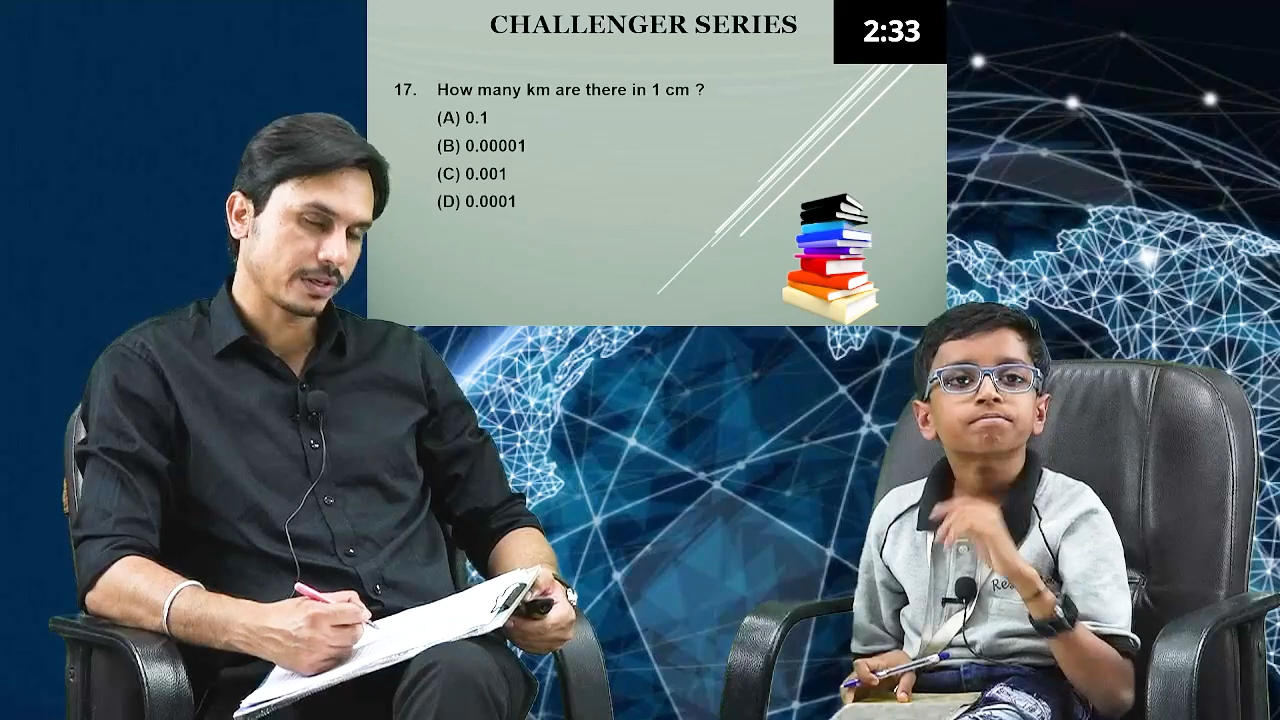 CHALLENGER SERIES
2:33
17. How many km are there in 1 cm ?
(A) 0.1
(B) 0.00001
(C) 0.001
(D) 0.0001